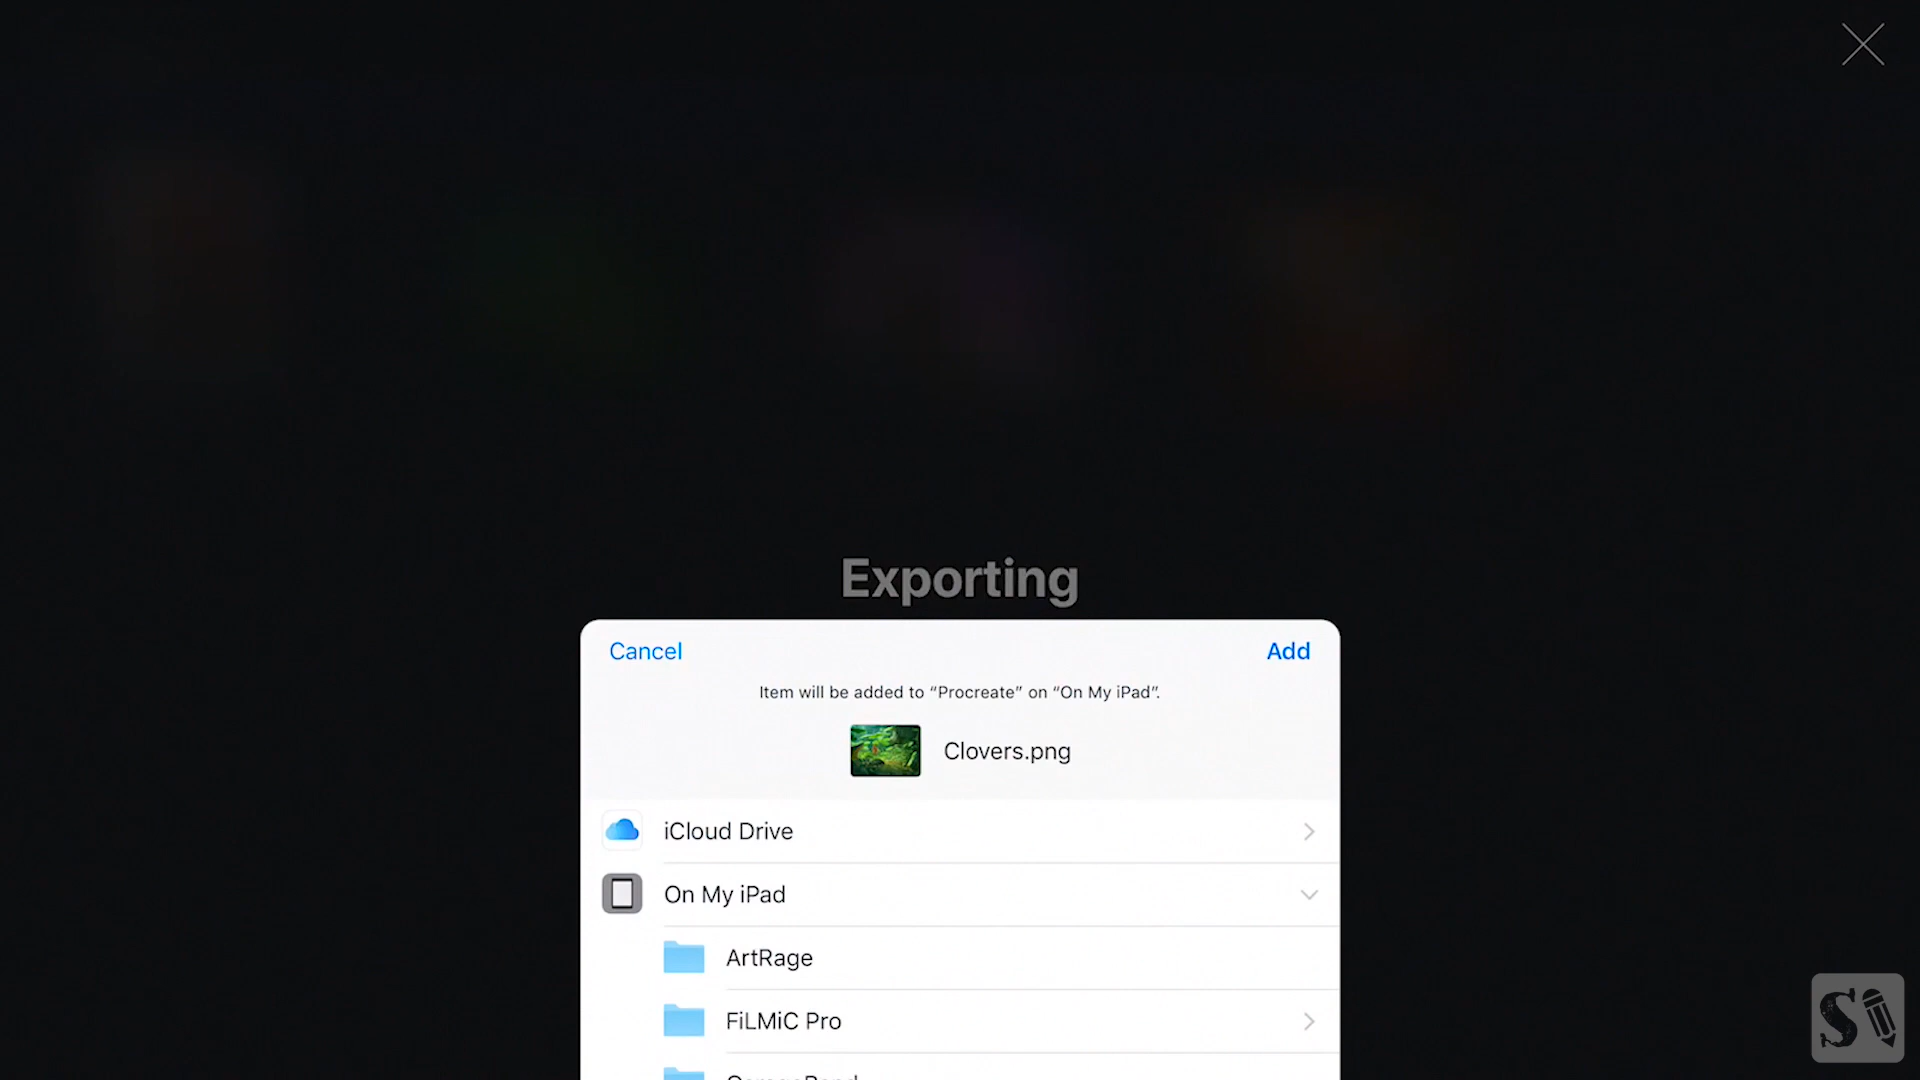 Exporting
Cancel
Add
Item will be added to “Procreate” on “On My iPad”.
Clovers.png
iCloud Drive
On My iPad
ArtRage
FiLMiC Pro